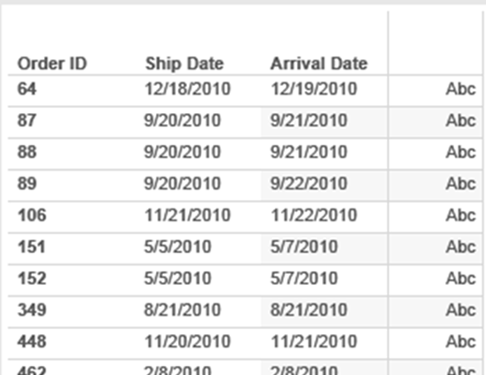 Order ID Ship Date Arrival Date
64 12/18/2010 12/19/2010 Abc
87 9/20/2010 9/21/2010 Abc
88 9/20/2010 9/21/2010 Abc
89 9/20/2010 9/22/2010 Abc
106 11/21/2010 11/22/2010 Abc
151 5/5/2010 5/7/2010 Abc
152 5/5/2010 5/7/2010 Abc
349 8/21/2010 8/21/2010 Abc
448 11/20/2010 11/21/2010 Abc
462 2/8/2010 2/8/2010 Abc